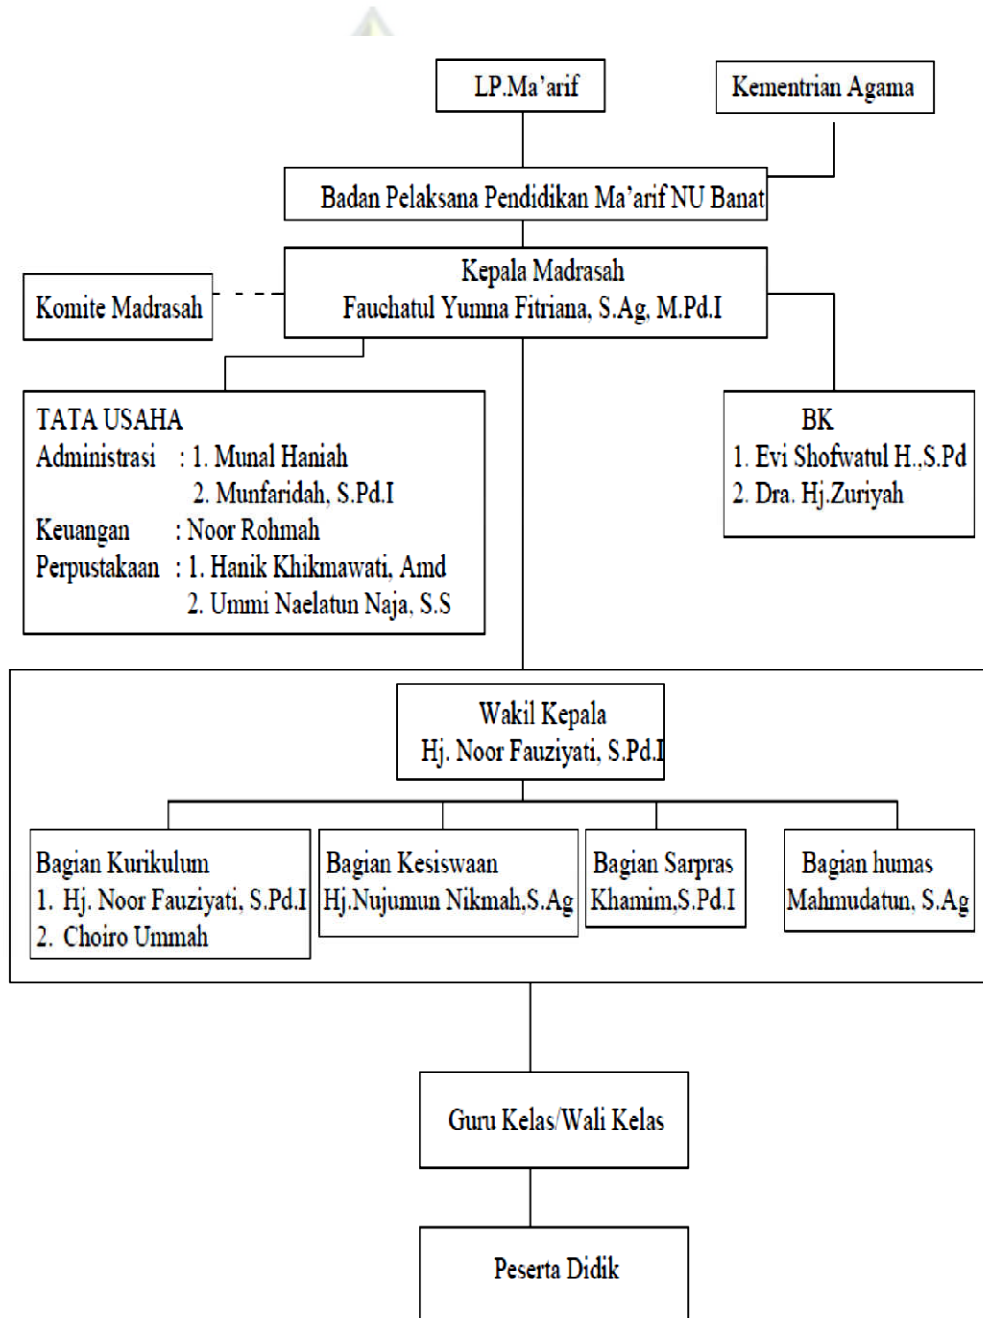 LP.Ma'arif
Kementrian Agama
Badan Pelaksana Pendidikan Ma'arif NU Banat
Kepala Madrasah
Fauchatul Yumna Fitriana, S.Ag, M.Pd.I
Komite Madrasah
TATA USAHA
Administrasi : 1. Munal Haniah
2. Munfaridah, S.Pd.I
Keuangan : Noor Rohmah
Perpustakaan : 1. Hanik Khikmawati, Amd
2. Ummi Naelatun Naja, S.S
BK
1. Evi Shofwatul H.,S.Pd
2. Dra. Hj.Zuriyah
Wakil Kepala
Hj. Noor Fauziyati, S.Pd.I
Bagian Kurikulum
1. Hj. Noor Fauziyati, S.Pd.I
2. Choiro Ummah
Bagian Kesiswaan
Hj.Nujumun Nikmah,S.Ag
Bagian Sarpras
Khamim,S.Pd.I
Bagian humas
Mahmudatun, S.Ag
Guru Kelas/Wali Kelas
Peserta Didik